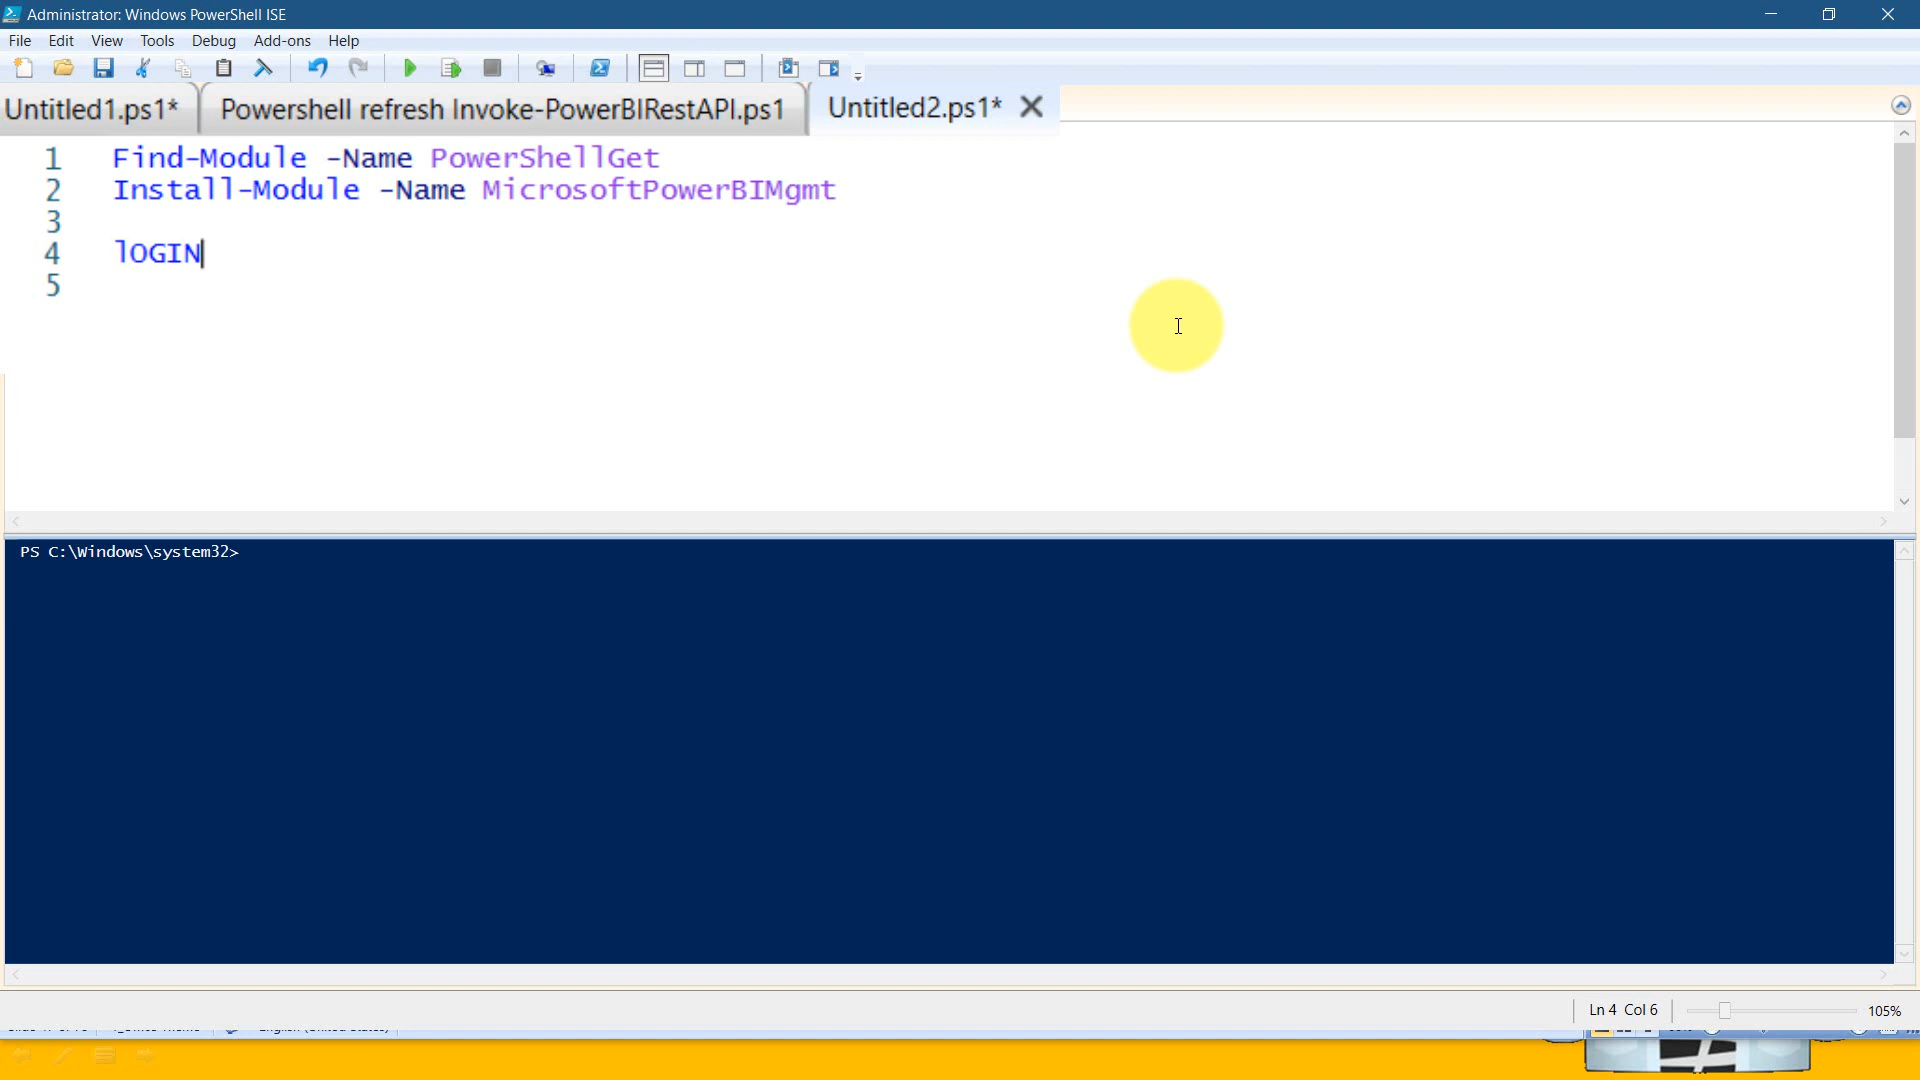 Administrator: Windows PowerShell ISE
File Edit View Tools Debug Add-ons Help
Untitled1.ps1* Powershell refresh Invoke-PowerBIRestAPI.ps1 Untitled2.ps1*
1 Find-Module -Name PowerShellGet
2 Install-Module -Name MicrosoftPowerBIMgmt
3
4 lOGIN
5
PS C:\Windows\system32>
Ln 4 Col 6 105%